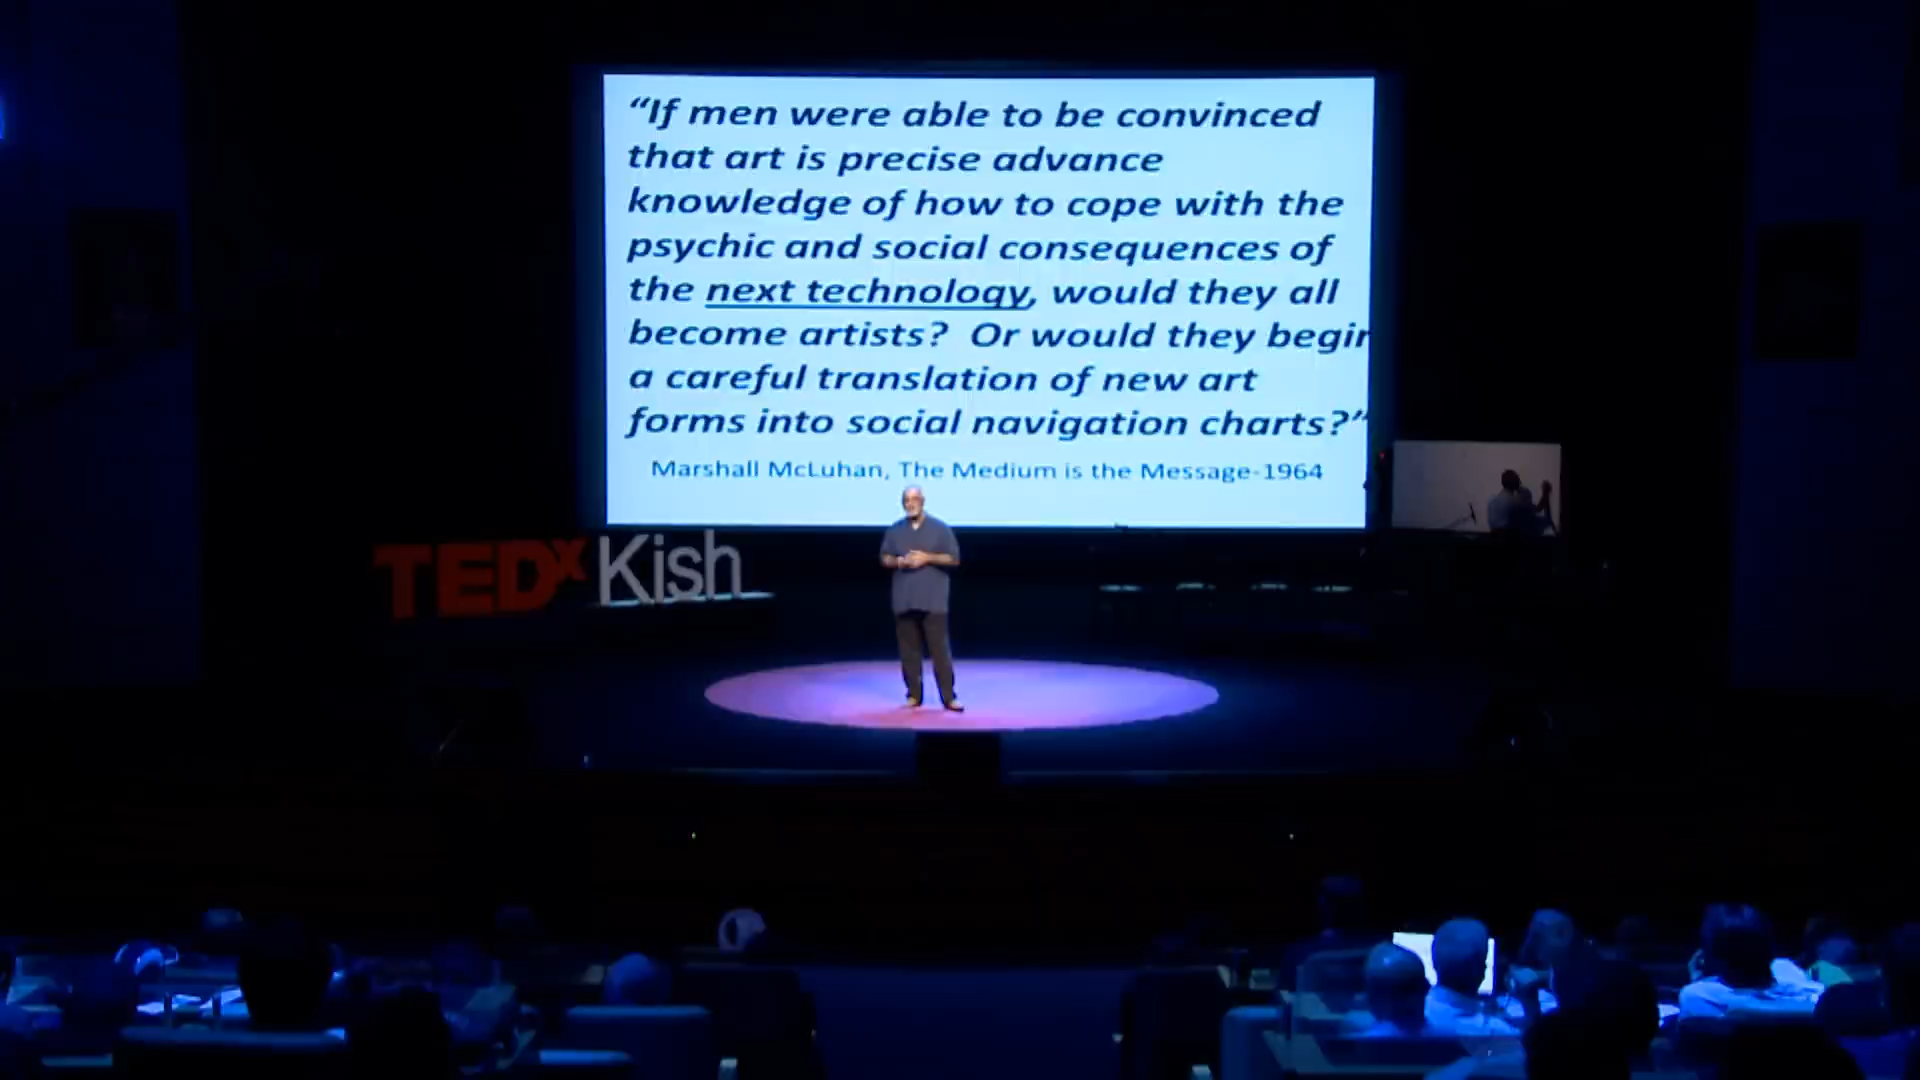 “If men were able to be convinced
that art is precise advance
knowledge of how to cope with the
psychic and social consequences of
the next technology, would they all
become artists?  Or would they begin
a careful translation of new art
forms into social navigation charts?”
Marshall McLuhan, The Medium is the Message-1964
TEDx Kish